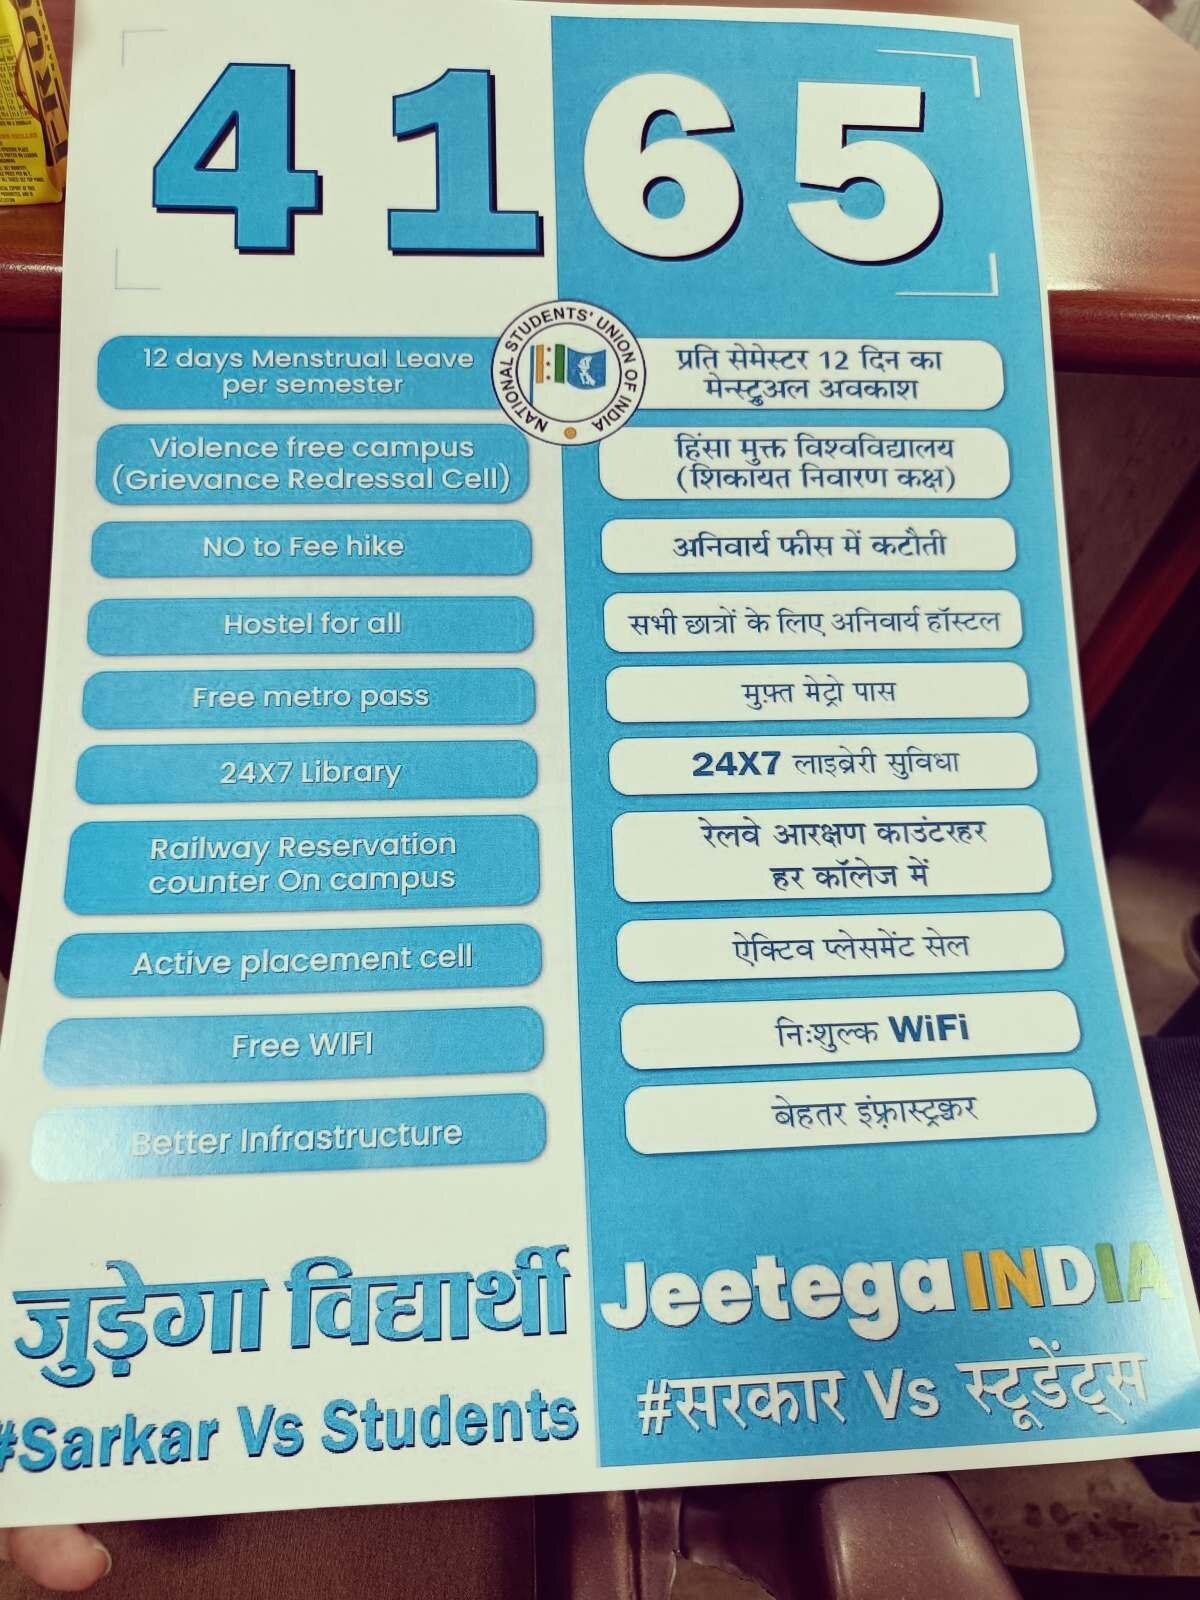 4165
NATIONAL STUDENTS' UNION OF INDIA
12 days Menstrual Leave
per semester
Violence free campus
(Grievance Redressal Cell)
NO to Fee hike
Hostel for all
Free metro pass
24X7 Library
Railway Reservation
counter On campus
Active placement cell
Free WIFI
Better Infrastructure
जुड़ेगा विद्यार्थी
#Sarkar Vs Students
प्रति सेमेस्टर 12 दिन का
मेन्स्ट्रुअल अवकाश
हिंसा मुक्त विश्वविद्यालय
(शिकायत निवारण कक्ष)
अनिवार्य फीस में कटौती
सभी छात्रों के लिए अनिवार्य हॉस्टल
मुफ़्त मेट्रो पास
24X7 लाइब्रेरी सुविधा
रेलवे आरक्षण काउंटरहर
हर कॉलेज में
ऐक्टिव प्लेसमेंट सेल
निःशुल्क WiFi
बेहतर इंफ़्रास्ट्रक्चर
Jeetega INDIA
#सरकार Vs स्टूडेंट्स